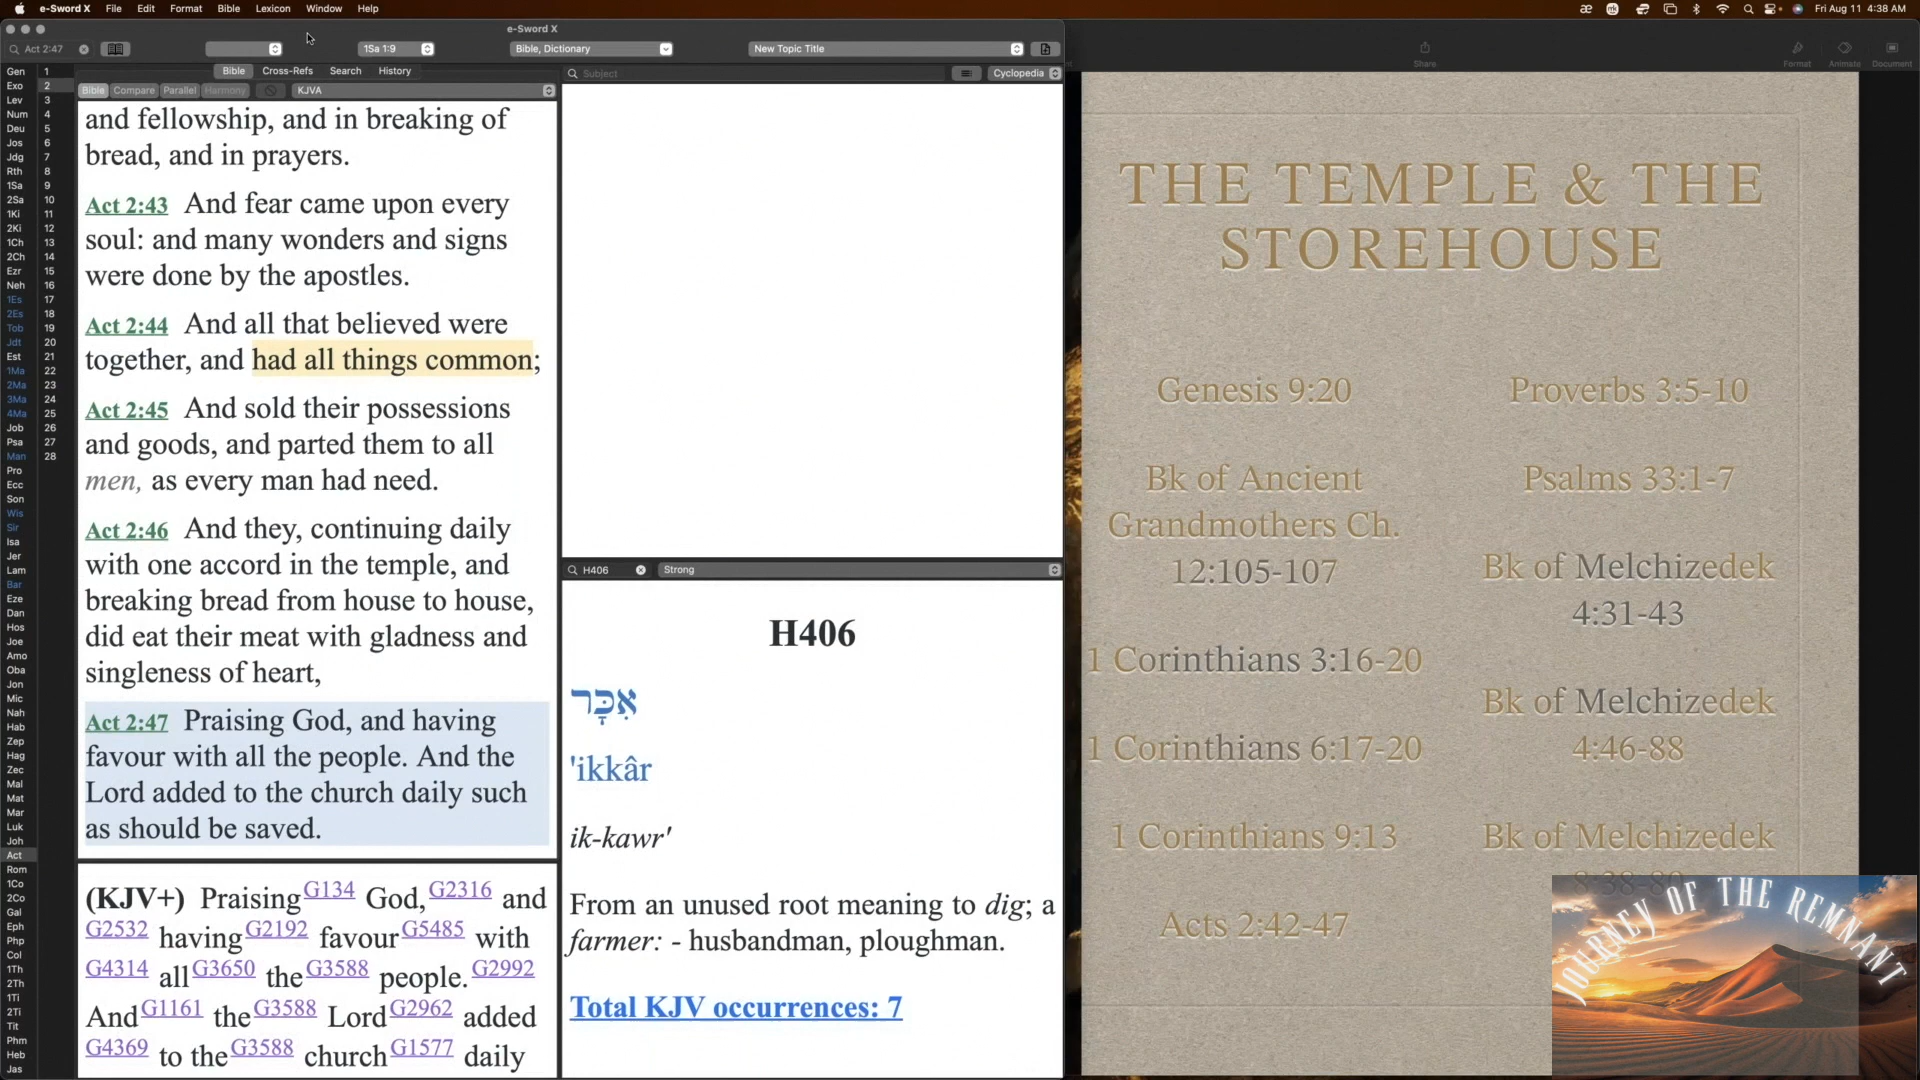 e-Sword X File Edit Format Bible Lexicon Window Help
Fri Aug 11 4:38 AM
e-Sword X
Act 2:47
1Sa 1:9
Bible, Dictionary
New Topic Title
Share
Format Animate Document
Bible Cross-Refs Search History
Subject
Cyclopedia
Bible Compare Parallel Harmony
KJVA
Gen 1
Exo 2
Lev 3
Num 4
Deu 5
Jos 6
Jdg 7
Rth 8
1Sa 9
2Sa 10
1Ki 11
2Ki 12
1Ch 13
2Ch 14
Ezr 15
Neh 16
1Es 17
2Es 18
Tob 19
Jdt 20
Est 21
1Ma 22
2Ma 23
3Ma 24
4Ma 25
Job 26
Psa 27
Man 28
Pro
Ecc
Son
Wis
Sir
Isa
Jer
Lam
Bar
Eze
Dan
Hos
Joe
Amo
Oba
Jon
Mic
Nah
Hab
Zep
Hag
Zec
Mal
Mat
Mar
Luk
Joh
Act
Rom
1Co
2Co
Gal
Eph
Php
Col
1Th
2Th
1Ti
2Ti
Tit
Phm
Heb
Jas
and fellowship, and in breaking of
bread, and in prayers.
Act 2:43 And fear came upon every
soul: and many wonders and signs
were done by the apostles.
Act 2:44 And all that believed were
together, and had all things common;
Act 2:45 And sold their possessions
and goods, and parted them to all
men, as every man had need.
Act 2:46 And they, continuing daily
with one accord in the temple, and
breaking bread from house to house,
did eat their meat with gladness and
singleness of heart,
Act 2:47 Praising God, and having
favour with all the people. And the
Lord added to the church daily such
as should be saved.
(KJV+) Praising G134 God, G2316 and
G2532 having G2192 favour G5485 with
G4314 all G3650 the G3588 people. G2992
And G1161 the G3588 Lord G2962 added
G4369 to the G3588 church G1577 daily
H406
Strong
H406
אִכָּר
'ikkâr
ik-kawr'
From an unused root meaning to dig; a
farmer: - husbandman, ploughman.
Total KJV occurrences: 7
THE TEMPLE & THE
STOREHOUSE
Genesis 9:20
Bk of Ancient
Grandmothers Ch.
12:105-107
1 Corinthians 3:16-20
1 Corinthians 6:17-20
1 Corinthians 9:13
Acts 2:42-47
Proverbs 3:5-10
Psalms 33:1-7
Bk of Melchizedek
4:31-43
Bk of Melchizedek
4:46-88
Bk of Melchizedek
8:38-80
JOURNEY OF THE REMNANT